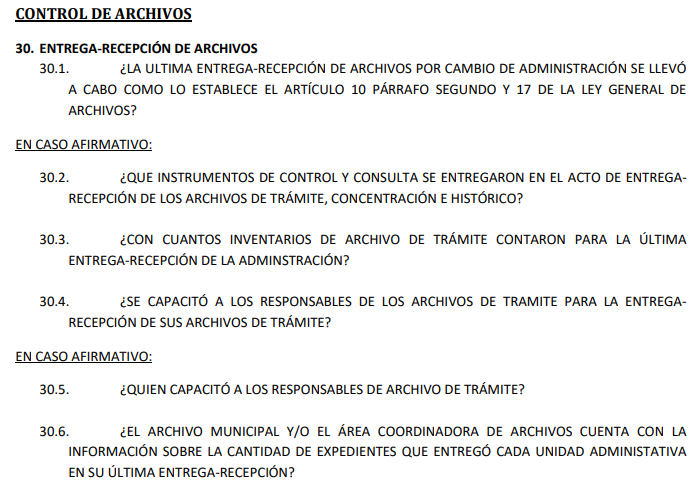 CONTROL DE ARCHIVOS
30. ENTREGA-RECEPCIÓN DE ARCHIVOS
30.1. ¿LA ULTIMA ENTREGA-RECEPCIÓN DE ARCHIVOS POR CAMBIO DE ADMINISTRACIÓN SE LLEVÓ
A CABO COMO LO ESTABLECE EL ARTÍCULO 10 PÁRRAFO SEGUNDO Y 17 DE LA LEY GENERAL DE
ARCHIVOS?
EN CASO AFIRMATIVO:
30.2. ¿QUE INSTRUMENTOS DE CONTROL Y CONSULTA SE ENTREGARON EN EL ACTO DE ENTREGA-
RECEPCIÓN DE LOS ARCHIVOS DE TRÁMITE, CONCENTRACIÓN E HISTÓRICO?
30.3. ¿CON CUANTOS INVENTARIOS DE ARCHIVO DE TRÁMITE CONTARON PARA LA ÚLTIMA
ENTREGA-RECEPCIÓN DE LA ADMINSTRACIÓN?
30.4. ¿SE CAPACITÓ A LOS RESPONSABLES DE LOS ARCHIVOS DE TRAMITE PARA LA ENTREGA-
RECEPCIÓN DE SUS ARCHIVOS DE TRÁMITE?
EN CASO AFIRMATIVO:
30.5. ¿QUIEN CAPACITÓ A LOS RESPONSABLES DE ARCHIVO DE TRÁMITE?
30.6. ¿EL ARCHIVO MUNICIPAL Y/O EL ÁREA COORDINADORA DE ARCHIVOS CUENTA CON LA
INFORMACIÓN SOBRE LA CANTIDAD DE EXPEDIENTES QUE ENTREGÓ CADA UNIDAD ADMINISTATIVA
EN SU ÚLTIMA ENTREGA-RECEPCIÓN?